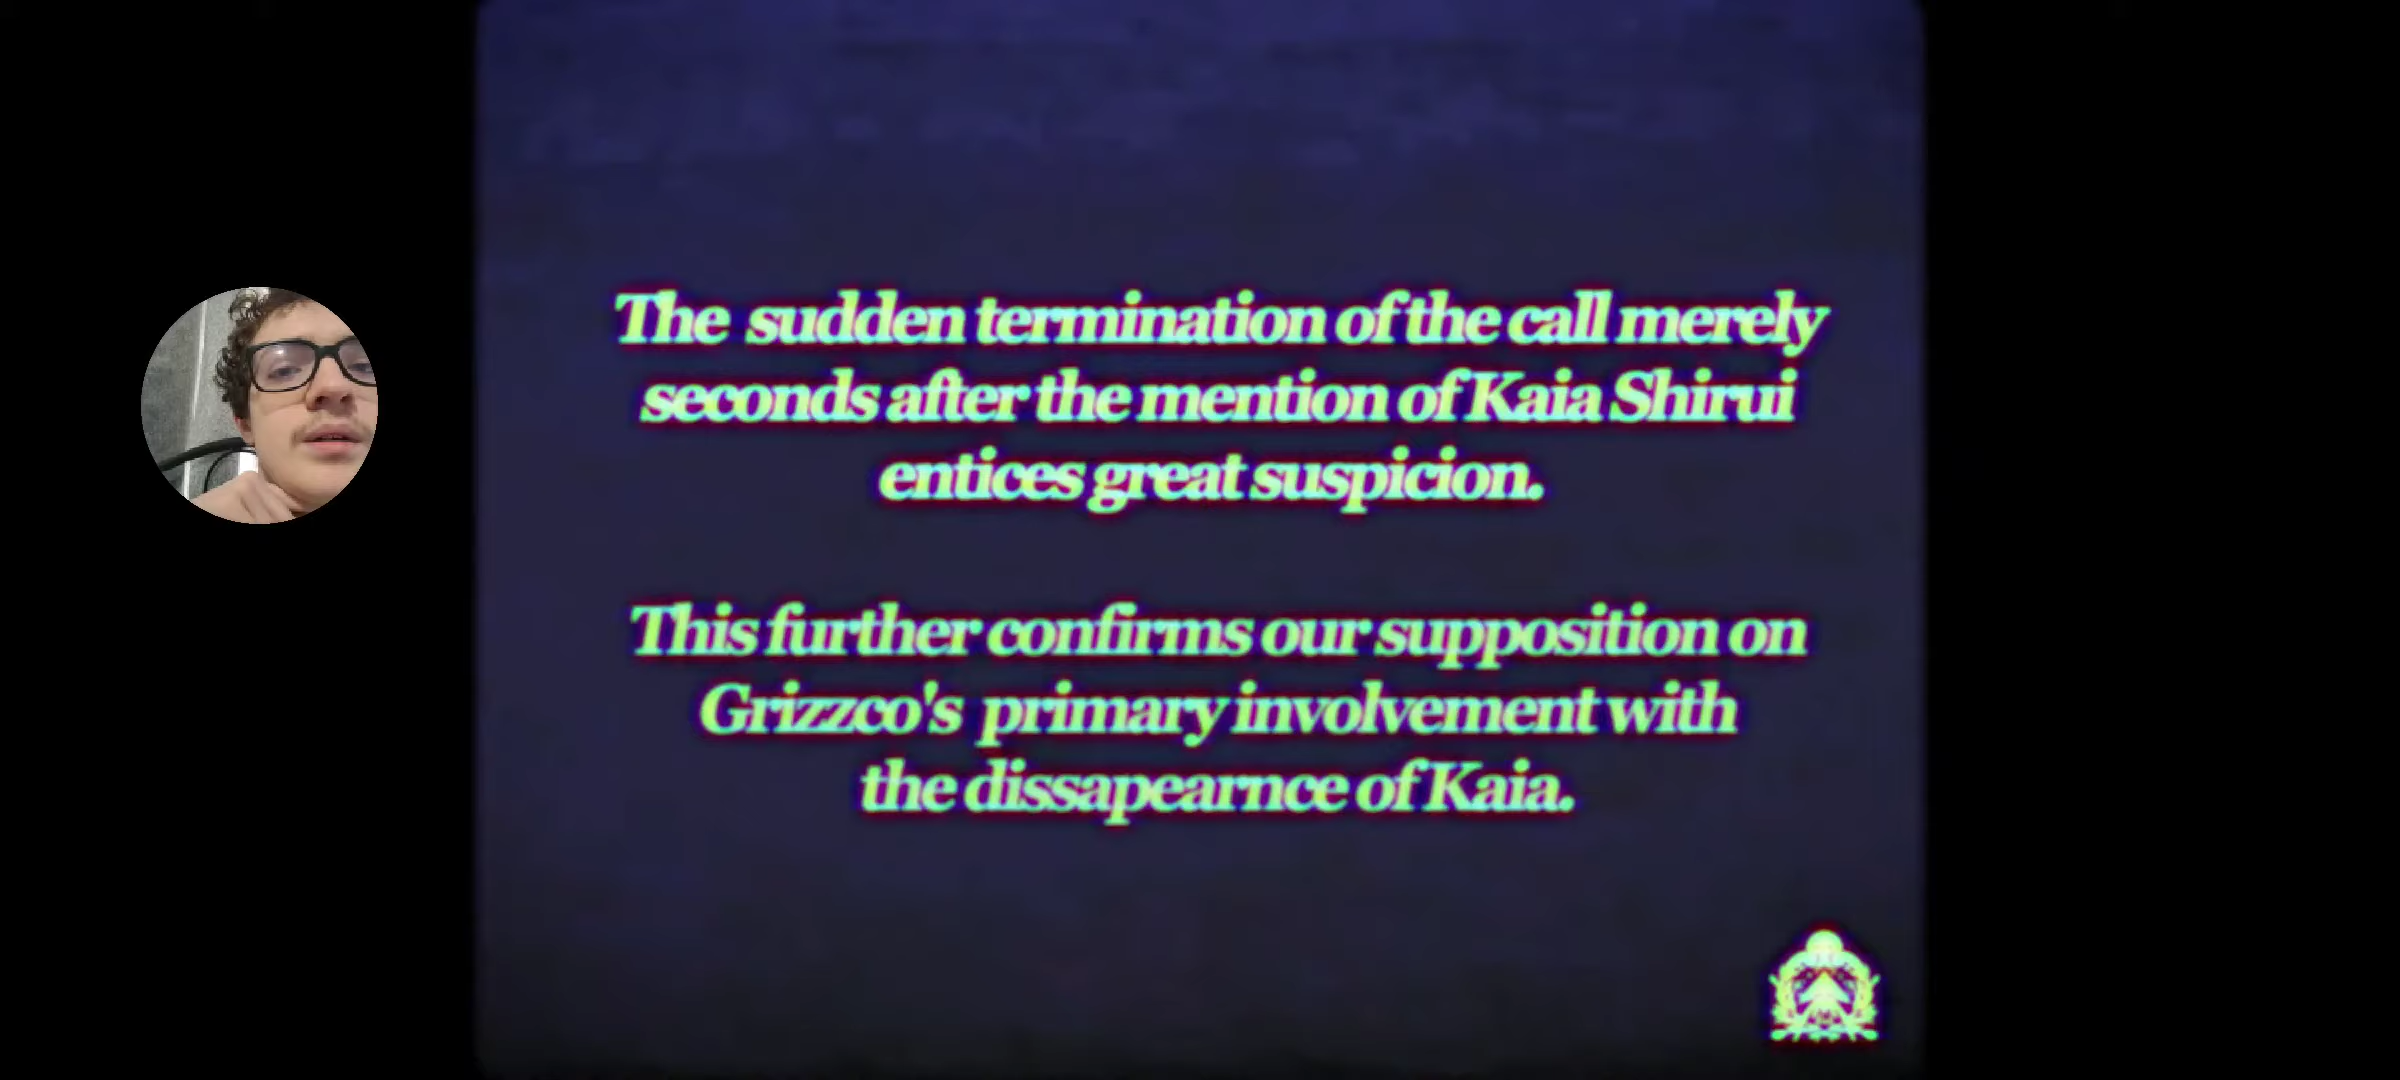 The sudden termination of the call merely
seconds after the mention of Kaia Shirui
entices great suspicion.
This further confirms our supposition on
Grizzco's primary involvement with
the dissapearnce of Kaia.